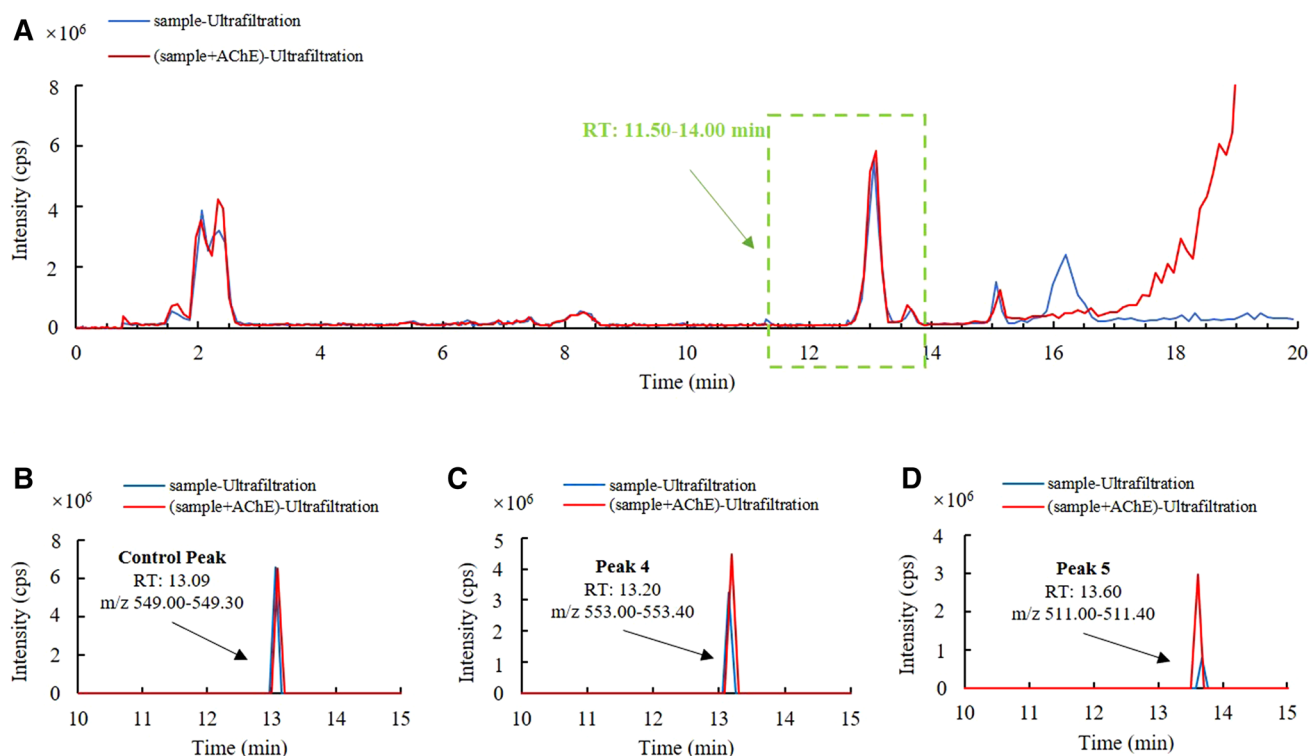 A
×10⁶
sample-Ultrafiltration
(sample+AChE)-Ultrafiltration
Intensity (cps)
8
6
4
2
0
RT: 11.50-14.00 min
0 2 4 6 8 10 12 14 16 18 20
Time (min)
B
×10⁶
sample-Ultrafiltration
(sample+AChE)-Ultrafiltration
Intensity (cps)
8
6
4
2
0
Control Peak
RT: 13.09
m/z 549.00-549.30
10 11 12 13 14 15
Time (min)
C
×10⁶
sample-Ultrafiltration
(sample+AChE)-Ultrafiltration
Intensity (cps)
5
4
3
2
1
0
Peak 4
RT: 13.20
m/z 553.00-553.40
10 11 12 13 14 15
Time (min)
D
×10⁶
sample-Ultrafiltration
(sample+AChE)-Ultrafiltration
Intensity (cps)
4
3
2
1
0
Peak 5
RT: 13.60
m/z 511.00-511.40
10 11 12 13 14 15
Time (min)